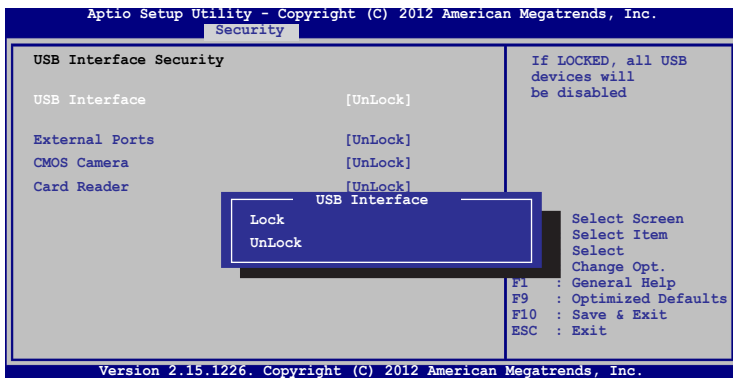 Aptio Setup Utility - Copyright (C) 2012 American Megatrends, Inc.
Security
USB Interface Security
USB Interface [UnLock]
External Ports [UnLock]
CMOS Camera [UnLock]
Card Reader [UnLock]
USB Interface
Lock
UnLock
If LOCKED, all USB
devices will
be disabled
Select Screen
Select Item
Select
Change Opt.
F1 : General Help
F9 : Optimized Defaults
F10 : Save & Exit
ESC : Exit
Version 2.15.1226. Copyright (C) 2012 American Megatrends, Inc.